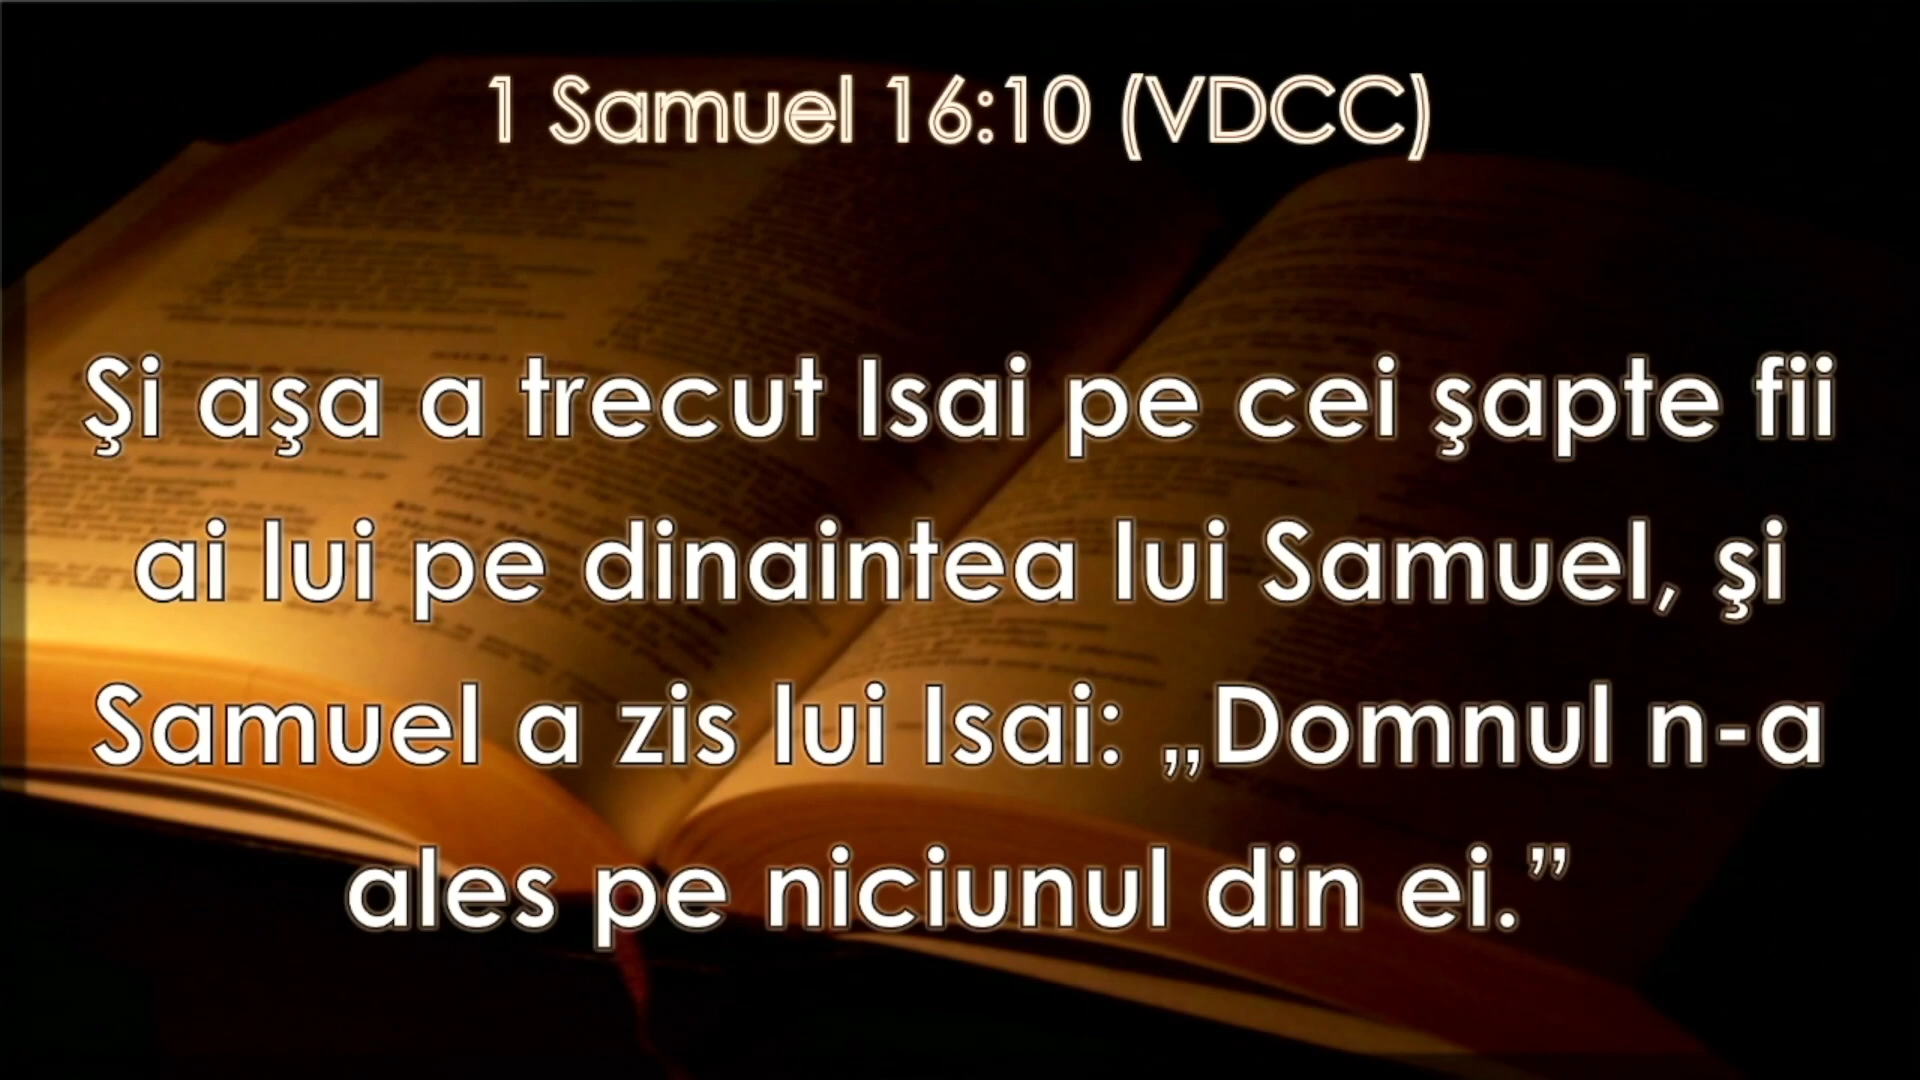 1 Samuel 16:10 (VDCC)
Şi aşa a trecut Isai pe cei şapte fii
ai lui pe dinaintea lui Samuel, şi
Samuel a zis lui Isai: „Domnul n-a
ales pe niciunul din ei.”